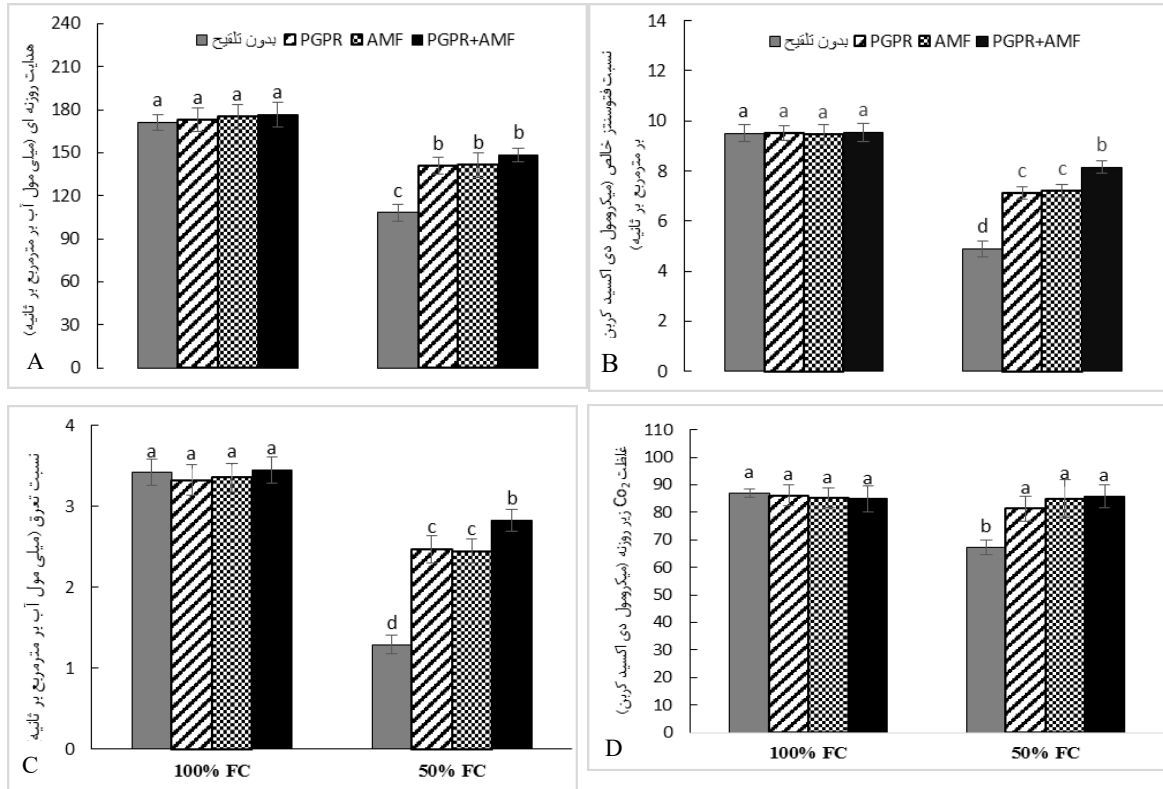 هدایت روزنه ای (میلی مول آب بر مترمربع بر ثانیه)
240
210
180
150
120
90
60
30
0
بدون تلقیح PGPR AMF PGPR+AMF
a a a a
c b b b
A
نسبت فتوسنتز خالص (میکرومول دی اکسید کربن
بر مترمربع بر ثانیه)
14
12
10
8
6
4
2
0
بدون تلقیح PGPR AMF PGPR+AMF
a a a a
d c c b
B
نسبت تعرق (میلی مول آب بر مترمربع بر ثانیه
4
3
2
1
0
a a a a
d c c b
100% FC 50% FC
C
غلظت Co₂ زیر روزنه (میکرومول دی اکسید کربن)
110
100
90
80
70
60
50
40
30
20
10
0
a a a a
b a a a
100% FC 50% FC
D